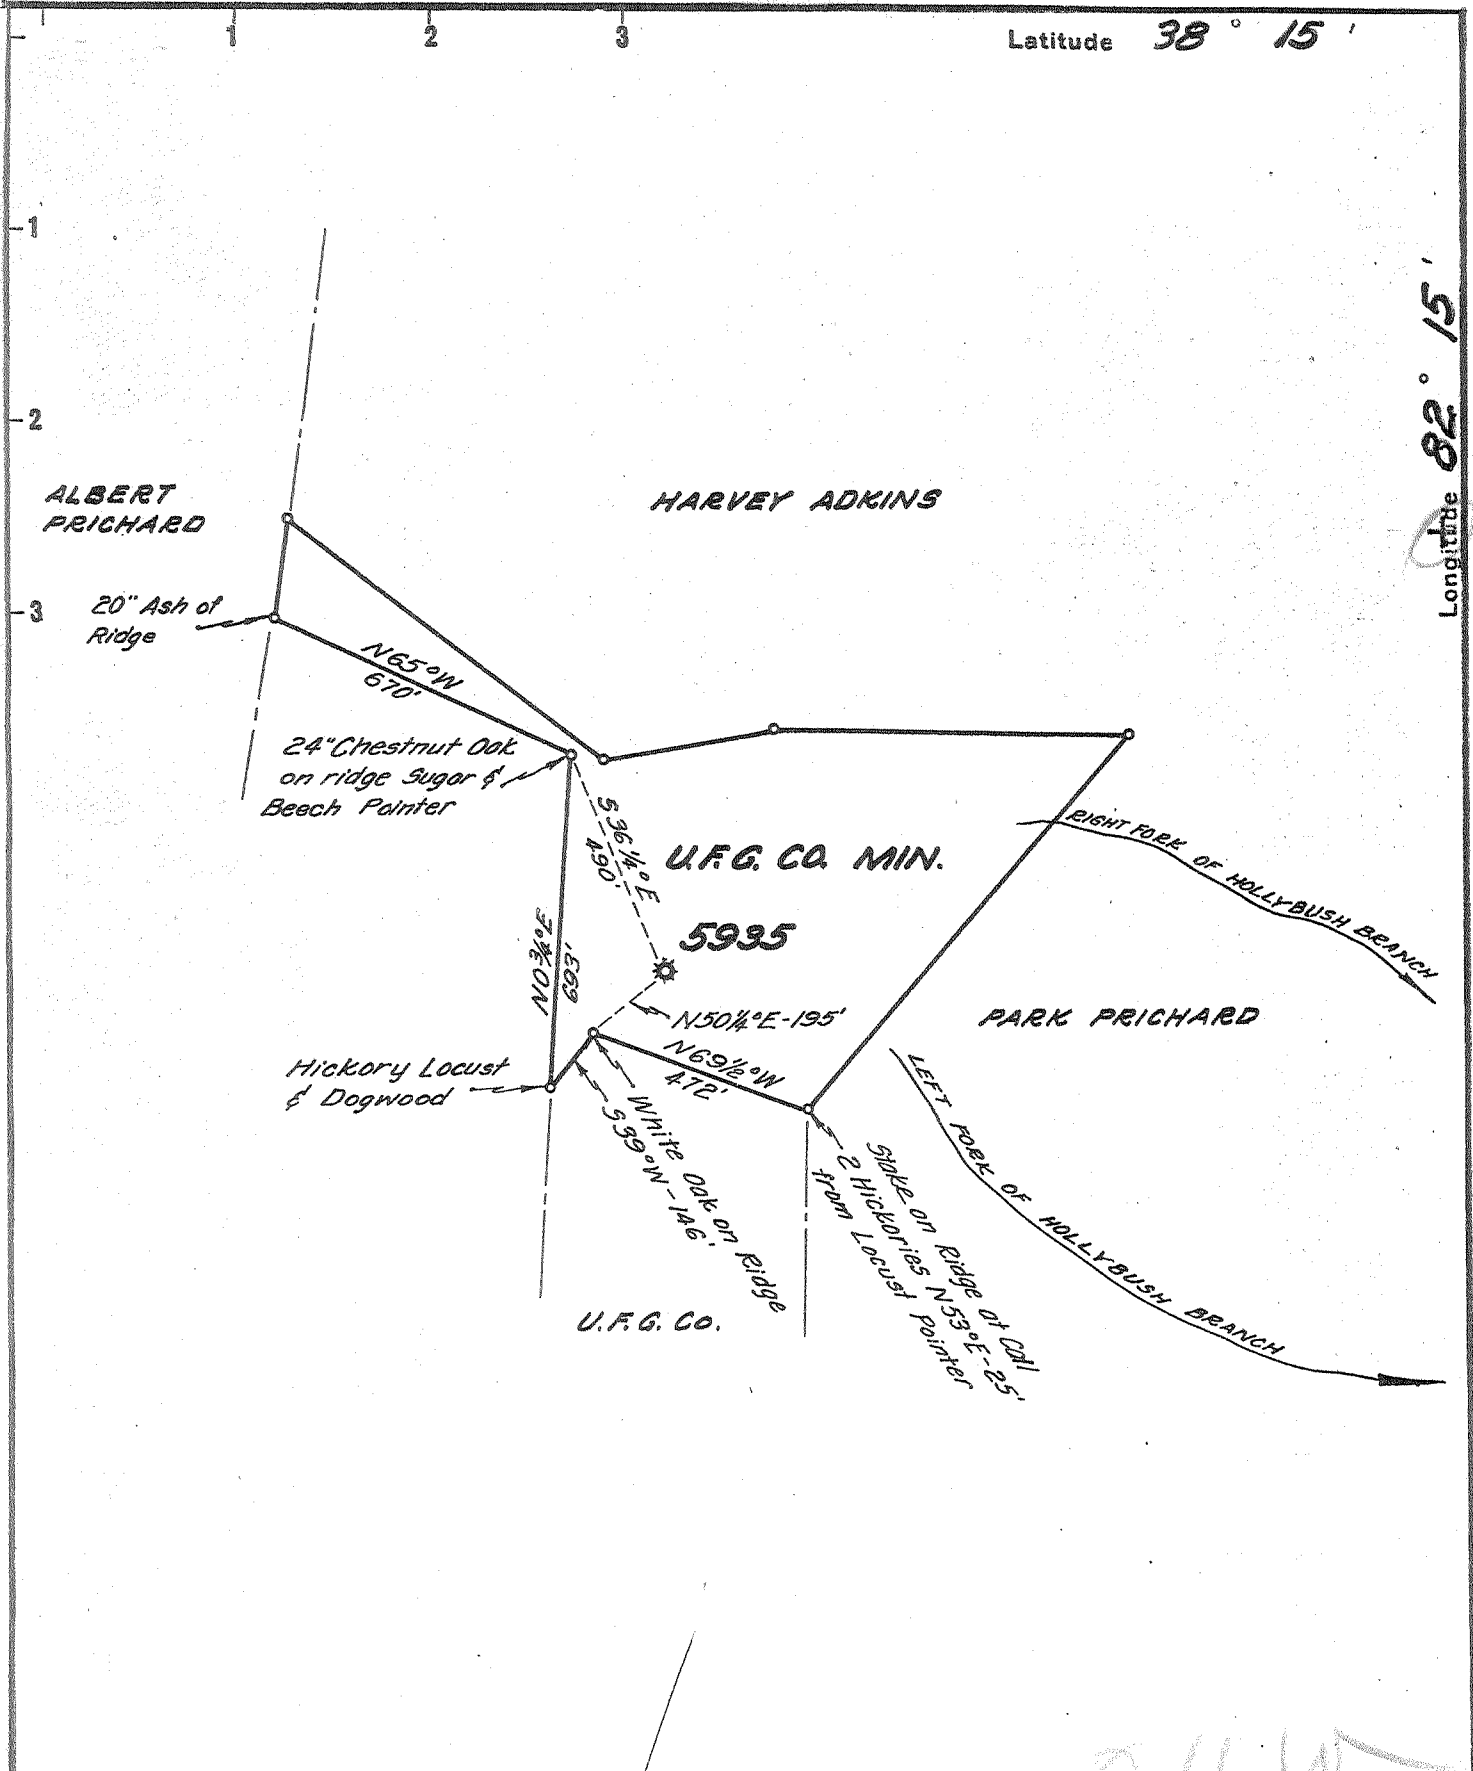 1
2
3
Latitude 38° 15'
1
2
3
Longitude 82° 15'
ALBERT
PRICHARD
HARVEY ADKINS
20" Ash of
Ridge
N65°W
670'
24" Chestnut Oak
on ridge Sugar &
Beech Pointer
S36¼°E
490'
U.F.G. CO. MIN.
5935
RIGHT FORK OF HOLLYBUSH BRANCH
N0¾°E
693'
N50¼°E-195'
PARK PRICHARD
N69½°W
472'
Hickory Locust
& Dogwood
White Oak on Ridge
S39°W-146'
Stake on Ridge at Call
2 Hickories N53°E-25'
from Locust Pointer
LEFT FORK OF HOLLYBUSH BRANCH
U.F.G. Co.